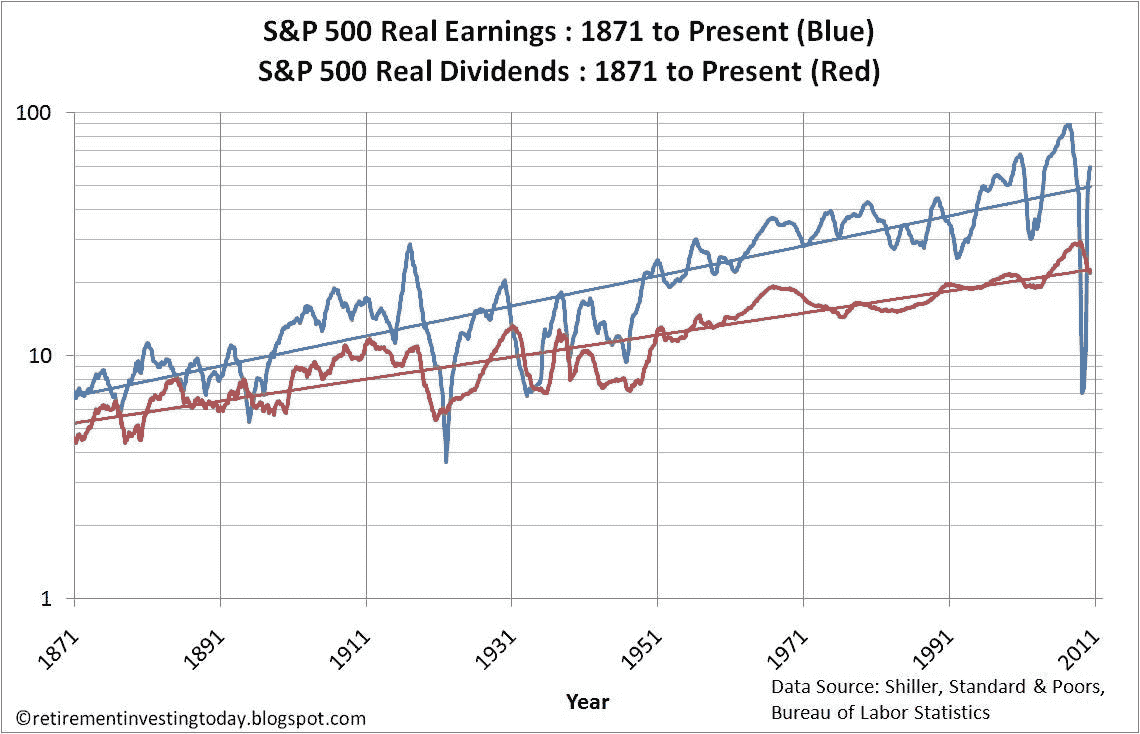 S&P 500 Real Earnings : 1871 to Present (Blue)
S&P 500 Real Dividends : 1871 to Present (Red)
100
10
1
1871
1891
1911
1931
1951
1971
1991
2011
Year
Data Source: Shiller, Standard & Poors,
Bureau of Labor Statistics
©retirementinvestingtoday.blogspot.com